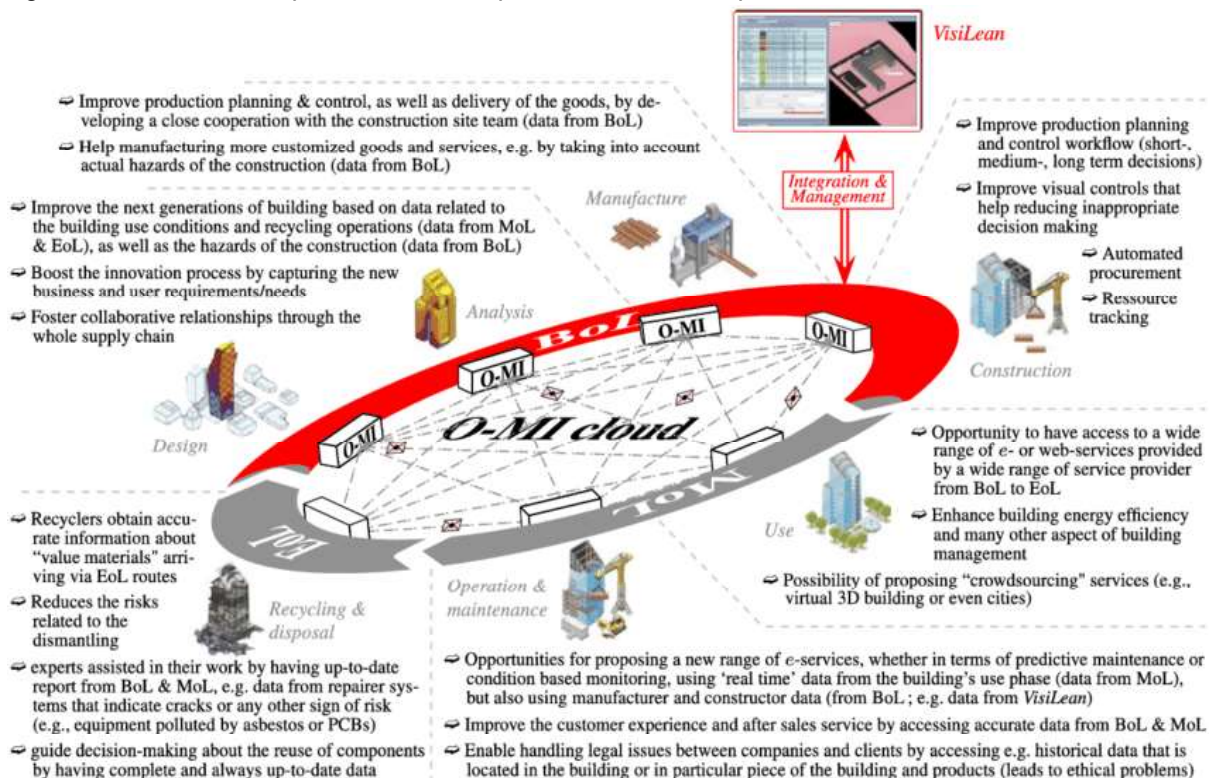 VisiLean
➫ Improve production planning & control, as well as delivery of the goods, by de-
veloping a close cooperation with the construction site team (data from BoL)
➫ Help manufacturing more customized goods and services, e.g. by taking into account
actual hazards of the construction (data from BoL)
➫ Improve production planning
and control workflow (short-,
medium-, long term decisions)
➫ Improve visual controls that
help reducing inappropriate
decision making
➫ Automated
procurement
➫ Ressource
tracking
Integration &
Management
Manufacture
➫ Improve the next generations of building based on data related to
the building use conditions and recycling operations (data from MoL
& EoL), as well as the hazards of the construction (data from BoL)
➫ Boost the innovation process by capturing the new
business and user requirements/needs
➫ Foster collaborative relationships through the
whole supply chain
Analysis
Design
Construction
BoL
O-MI
O-MI
O-MI
O-MI
O-MI cloud
MoL
EoL
➫ Opportunity to have access to a wide
range of e- or web-services provided
by a wide range of service provider
from BoL to EoL
➫ Enhance building energy efficiency
and many other aspect of building
management
➫ Possibility of proposing “crowdsourcing” services (e.g.,
virtual 3D building or even cities)
Use
➫ Recyclers obtain accu-
rate information about
“value materials” arri-
ving via EoL routes
➫ Reduces the risks
related to the
dismantling
➫ experts assisted in their work by having up-to-date
report from BoL & MoL, e.g. data from repairer sys-
tems that indicate cracks or any other sign of risk
(e.g., equipment polluted by asbestos or PCBs)
➫ guide decision-making about the reuse of components
by having complete and always up-to-date data
Recycling &
disposal
Operation &
maintenance
➫ Opportunities for proposing a new range of e-services, whether in terms of predictive maintenance or
condition based monitoring, using ‘real time’ data from the building's use phase (data from MoL),
but also using manufacturer and constructor data (from BoL; e.g. data from VisiLean)
➫ Improve the customer experience and after sales service by accessing accurate data from BoL & MoL
➫ Enable handling legal issues between companies and clients by accessing e.g. historical data that is
located in the building or in particular piece of the building and products (leads to ethical problems)